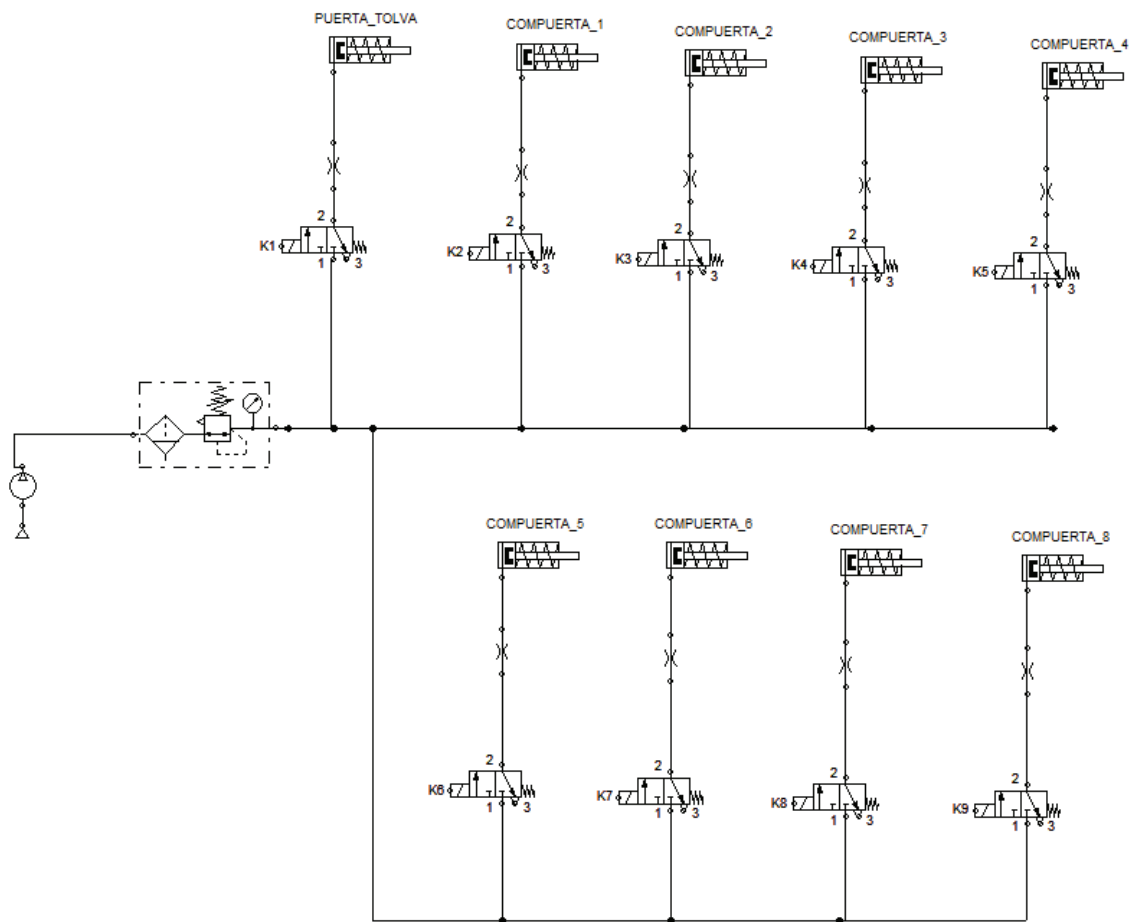 PUERTA_TOLVA
COMPUERTA_1
COMPUERTA_2
COMPUERTA_3
COMPUERTA_4
2
K1
1
3
2
K2
1
3
2
K3
1
3
2
K4
1
3
2
K5
1
3
COMPUERTA_5
COMPUERTA_6
COMPUERTA_7
COMPUERTA_8
2
K6
1
3
2
K7
1
3
2
K8
1
3
2
K9
1
3